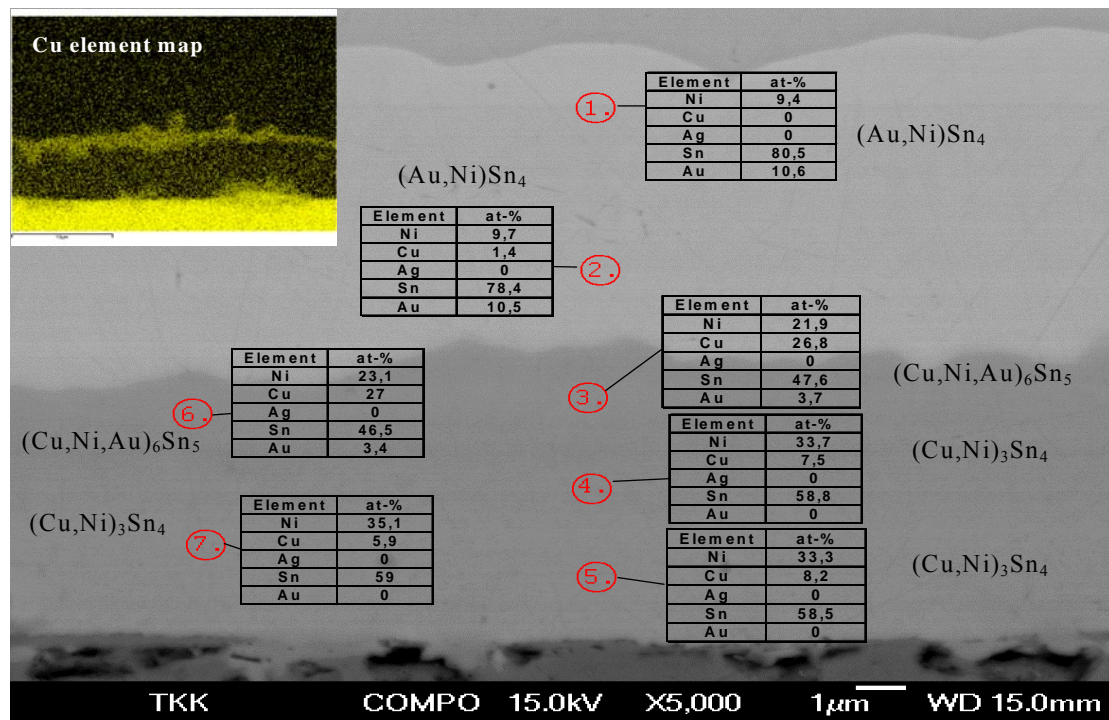 Cu element map
1.
Element at-%
Ni 9,4
Cu 0
Ag 0
Sn 80,5
Au 10,6
(Au,Ni)Sn4
(Au,Ni)Sn4
Element at-%
Ni 9,7
Cu 1,4
Ag 0
Sn 78,4
Au 10,5
2.
3.
Element at-%
Ni 21,9
Cu 26,8
Ag 0
Sn 47,6
Au 3,7
(Cu,Ni,Au)6Sn5
6.
Element at-%
Ni 23,1
Cu 27
Ag 0
Sn 46,5
Au 3,4
(Cu,Ni,Au)6Sn5
4.
Element at-%
Ni 33,7
Cu 7,5
Ag 0
Sn 58,8
Au 0
(Cu,Ni)3Sn4
(Cu,Ni)3Sn4
7.
Element at-%
Ni 35,1
Cu 5,9
Ag 0
Sn 59
Au 0
5.
Element at-%
Ni 33,3
Cu 8,2
Ag 0
Sn 58,5
Au 0
(Cu,Ni)3Sn4
TKK COMPO 15.0kV X5,000 1μm WD 15.0mm